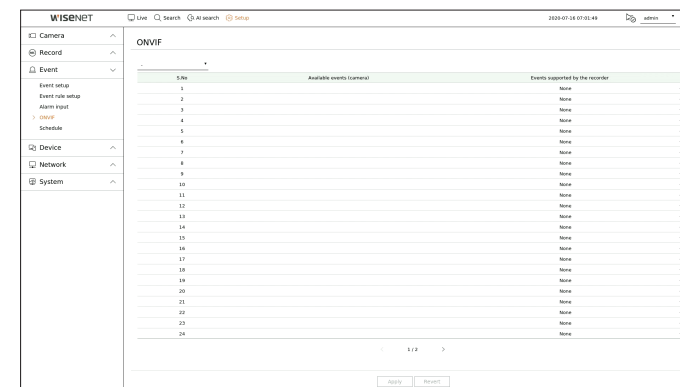 WISENET
Live Search AI search Setup 2020-07-16 07:01:49 admin
Camera
Record
Event
Event setup
Event rule setup
Alarm input
ONVIF
Schedule
Device
Network
System
ONVIF
-
S.No Available events (camera) Events supported by the recorder
1 None
2 None
3 None
4 None
5 None
6 None
7 None
8 None
9 None
10 None
11 None
12 None
13 None
14 None
15 None
16 None
17 None
18 None
19 None
20 None
21 None
22 None
23 None
24 None
1 / 3
Apply Revert